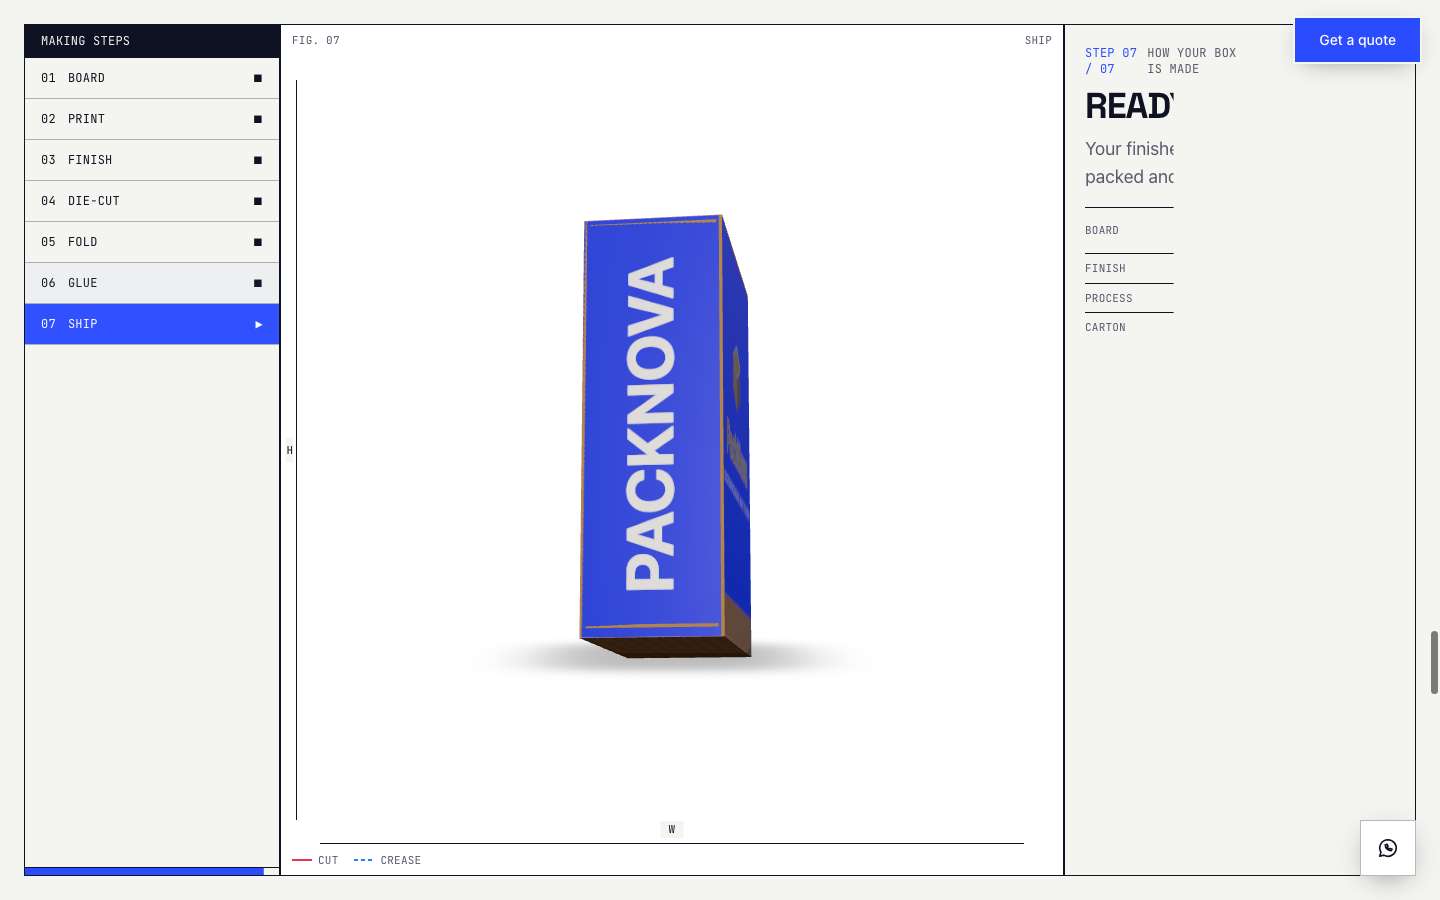 MAKING STEPS
01 BOARD
02 PRINT
03 FINISH
04 DIE-CUT
05 FOLD
06 GLUE
07 SHIP
FIG. 07
SHIP
H
PACKNOVA
W
CUT
CREASE
Get a quote
STEP 07 / 07
HOW YOUR BOX
IS MADE
READY
Your finishe
packed and
BOARD
FINISH
PROCESS
CARTON